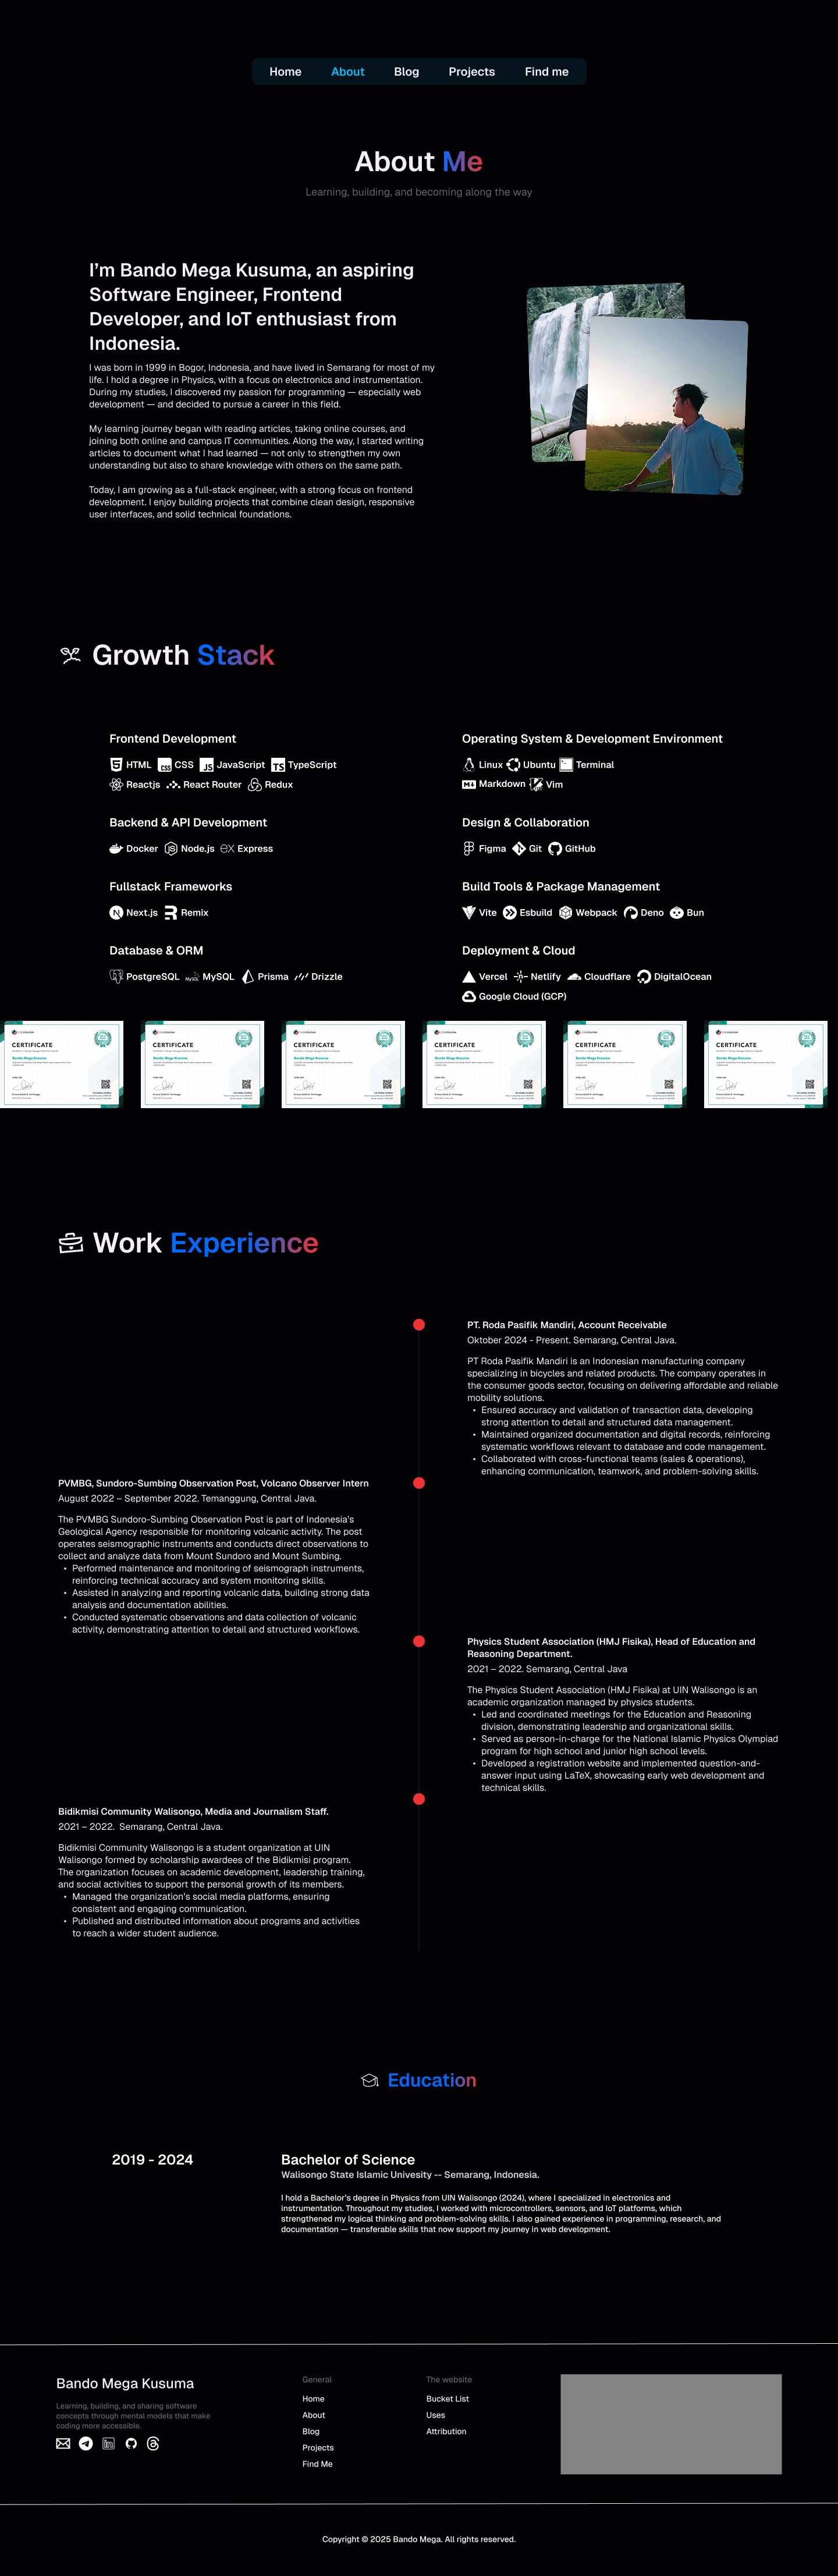 Home About Blog Projects Find me
About Me
Learning, building, and becoming along the way
I'm Bando Mega Kusuma, an aspiring
Software Engineer, Frontend
Developer, and IoT enthusiast from
Indonesia.
I was born in 1999 in Bogor, Indonesia, and have lived in Semarang for most of my
life. I hold a degree in Physics, with a focus on electronics and instrumentation.
During my studies, I discovered my passion for programming — especially web
development — and decided to pursue a career in this field.
My learning journey began with reading articles, taking online courses, and
joining both online and campus IT communities. Along the way, I started writing
articles to document what I had learned — not only to strengthen my own
understanding but also to share knowledge with others on the same path.
Today, I am growing as a full-stack engineer, with a strong focus on frontend
development. I enjoy building projects that combine clean design, responsive
user interfaces, and solid technical foundations.
Growth Stack
Frontend Development
HTML CSS JavaScript TypeScript
Reactjs React Router Redux
Backend & API Development
Docker Node.js Express
Fullstack Frameworks
Next.js Remix
Database & ORM
PostgreSQL MySQL Prisma Drizzle
Operating System & Development Environment
Linux Ubuntu Terminal
Markdown Vim
Design & Collaboration
Figma Git GitHub
Build Tools & Package Management
Vite Esbuild Webpack Deno Bun
Deployment & Cloud
Vercel Netlify Cloudflare DigitalOcean
Google Cloud (GCP)
CERTIFICATE CERTIFICATE CERTIFICATE CERTIFICATE CERTIFICATE CERTIFICATE
Bando Mega Kusuma Bando Mega Kusuma Bando Mega Kusuma Bando Mega Kusuma Bando Mega Kusuma Bando Mega Kusuma
Work Experience
PT. Roda Pasifik Mandiri, Account Receivable
Oktober 2024 - Present. Semarang, Central Java.
PT Roda Pasifik Mandiri is an Indonesian manufacturing company
specializing in bicycles and related products. The company operates in
the consumer goods sector, focusing on delivering affordable and reliable
mobility solutions.
• Ensured accuracy and validation of transaction data, developing
strong attention to detail and structured data management.
• Maintained organized documentation and digital records, reinforcing
systematic workflows relevant to database and code management.
• Collaborated with cross-functional teams (sales & operations),
enhancing communication, teamwork, and problem-solving skills.
PVMBG, Sundoro-Sumbing Observation Post, Volcano Observer Intern
August 2022 – September 2022. Temanggung, Central Java.
The PVMBG Sundoro-Sumbing Observation Post is part of Indonesia's
Geological Agency responsible for monitoring volcanic activity. The post
operates seismographic instruments and conducts direct observations to
collect and analyze data from Mount Sundoro and Mount Sumbing.
• Performed maintenance and monitoring of seismograph instruments,
reinforcing technical accuracy and system monitoring skills.
• Assisted in analyzing and reporting volcanic data, building strong data
analysis and documentation abilities.
• Conducted systematic observations and data collection of volcanic
activity, demonstrating attention to detail and structured workflows.
Physics Student Association (HMJ Fisika), Head of Education and
Reasoning Department.
2021 – 2022. Semarang, Central Java
The Physics Student Association (HMJ Fisika) at UIN Walisongo is an
academic organization managed by physics students.
• Led and coordinated meetings for the Education and Reasoning
division, demonstrating leadership and organizational skills.
• Served as person-in-charge for the National Islamic Physics Olympiad
program for high school and junior high school levels.
• Developed a registration website and implemented question-and-
answer input using LaTeX, showcasing early web development and
technical skills.
Bidikmisi Community Walisongo, Media and Journalism Staff.
2021 – 2022. Semarang, Central Java.
Bidikmisi Community Walisongo is a student organization at UIN
Walisongo formed by scholarship awardees of the Bidikmisi program.
The organization focuses on academic development, leadership training,
and social activities to support the personal growth of its members.
• Managed the organization's social media platforms, ensuring
consistent and engaging communication.
• Published and distributed information about programs and activities
to reach a wider student audience.
Education
2019 - 2024
Bachelor of Science
Walisongo State Islamic Univesity -- Semarang, Indonesia.
I hold a Bachelor's degree in Physics from UIN Walisongo (2024), where I specialized in electronics and
instrumentation. Throughout my studies, I worked with microcontrollers, sensors, and IoT platforms, which
strengthened my logical thinking and problem-solving skills. I also gained experience in programming, research, and
documentation — transferable skills that now support my journey in web development.
Bando Mega Kusuma
Learning, building, and sharing software
concepts through mental models that make
coding more accessible.
General
Home
About
Blog
Projects
Find Me
The website
Bucket List
Uses
Attribution
Copyright © 2025 Bando Mega. All rights reserved.